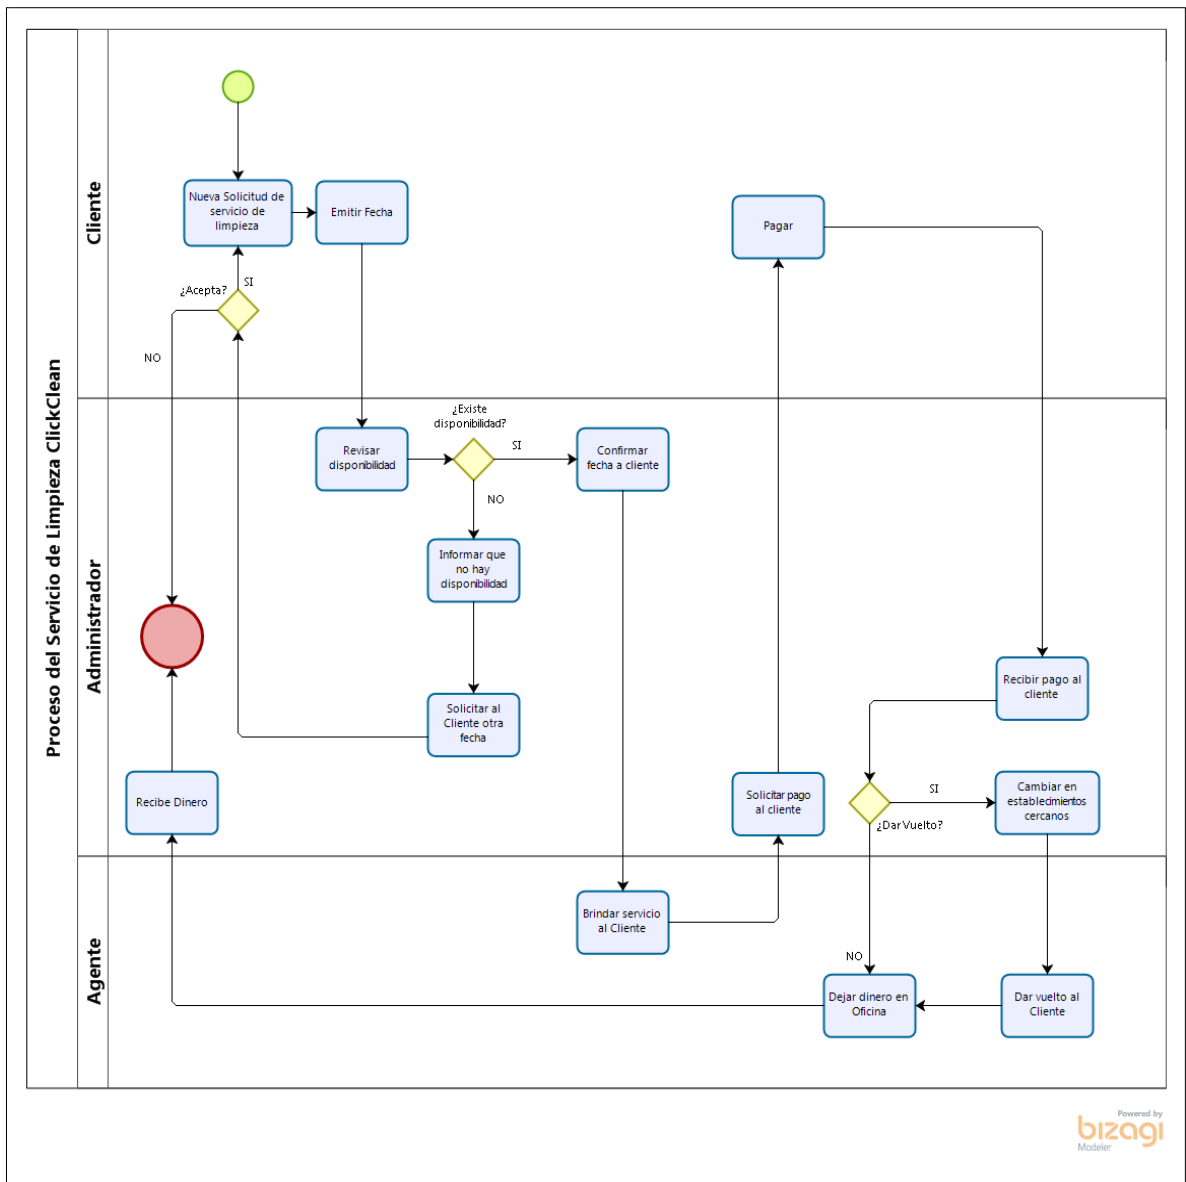 Proceso del Servicio de Limpieza ClickClean
Cliente
Nueva Solicitud de
servicio de
limpieza
Emitir Fecha
Pagar
¿Acepta?
SI
NO
Administrador
¿Existe
disponibilidad?
Revisar
disponibilidad
SI
Confirmar
fecha a cliente
NO
Informar que
no hay
disponibilidad
Solicitar al
Cliente otra
fecha
Recibir pago al
cliente
Recibe Dinero
Solicitar pago
al cliente
SI
¿Dar Vuelto?
Cambiar en
establecimientos
cercanos
Agente
Brindar servicio
al Cliente
NO
Dejar dinero en
Oficina
Dar vuelto al
Cliente
Powered by
bizagi
Modeler